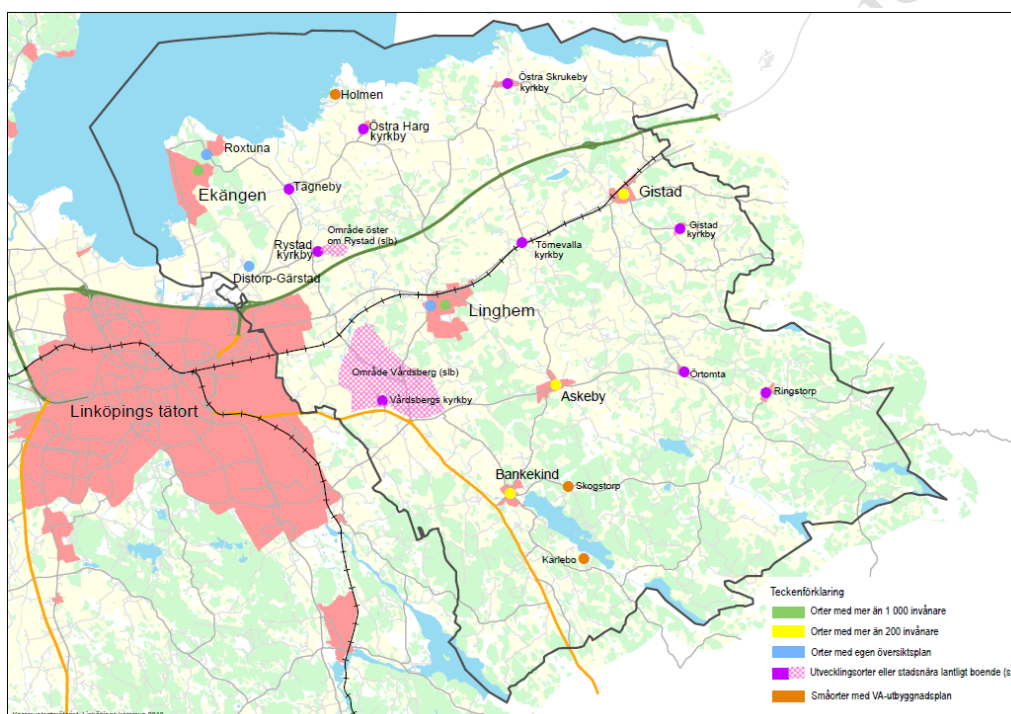 Östra Skrukeby
kyrkby
Holmen
Östra Harg
kyrkby
Roxtuna
Ekängen
Tägneby
Gistad
Gistad
kyrkby
Område öster
om Rystad (slb)
Rystad
kyrkby
Törnevalla
kyrkby
Distorp-Gärstad
Linghem
Område Vårdsberg (slb)
Örtomta
Ringstorp
Askeby
Vårdsbergs kyrkby
Linköpings tätort
Bankekind
Skogstorp
Karlebo
Teckenförklaring
Orter med mer än 1 000 invånare
Orter med mer än 200 invånare
Orter med egen översiktsplan
Utvecklingsorter eller stadsnära lantligt boende (s
Småorter med VA-utbyggnadsplan